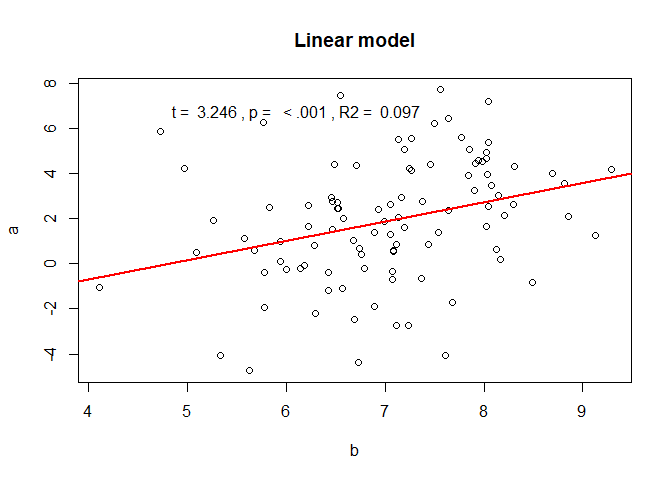 Linear model
t = 3.246 , p = < .001 , R2 = 0.097
8
6
4
2
0
-2
-4
a
4 5 6 7 8 9
b